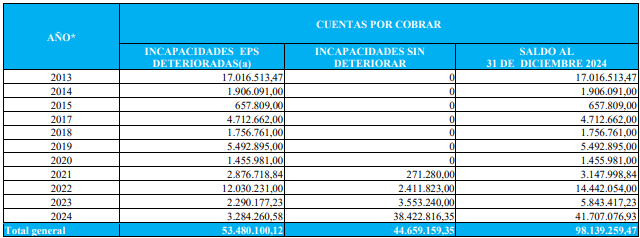 AÑO*
CUENTAS POR COBRAR
INCAPACIDADES EPS DETERIORADAS(a) INCAPACIDADES SIN DETERIORAR SALDO AL 31 DE DICIEMBRE 2024
2013 17.016.513,47 0 17.016.513,47
2014 1.906.091,00 0 1.906.091,00
2015 657.809,00 0 657.809,00
2017 4.712.662,00 0 4.712.662,00
2018 1.756.761,00 0 1.756.761,00
2019 5.492.895,00 0 5.492.895,00
2020 1.455.981,00 0 1.455.981,00
2021 2.876.718,84 271.280,00 3.147.998,84
2022 12.030.231,00 2.411.823,00 14.442.054,00
2023 2.290.177,23 3.553.240,00 5.843.417,23
2024 3.284.260,58 38.422.816,35 41.707.076,93
Total general 53.480.100,12 44.659.159,35 98.139.259,47